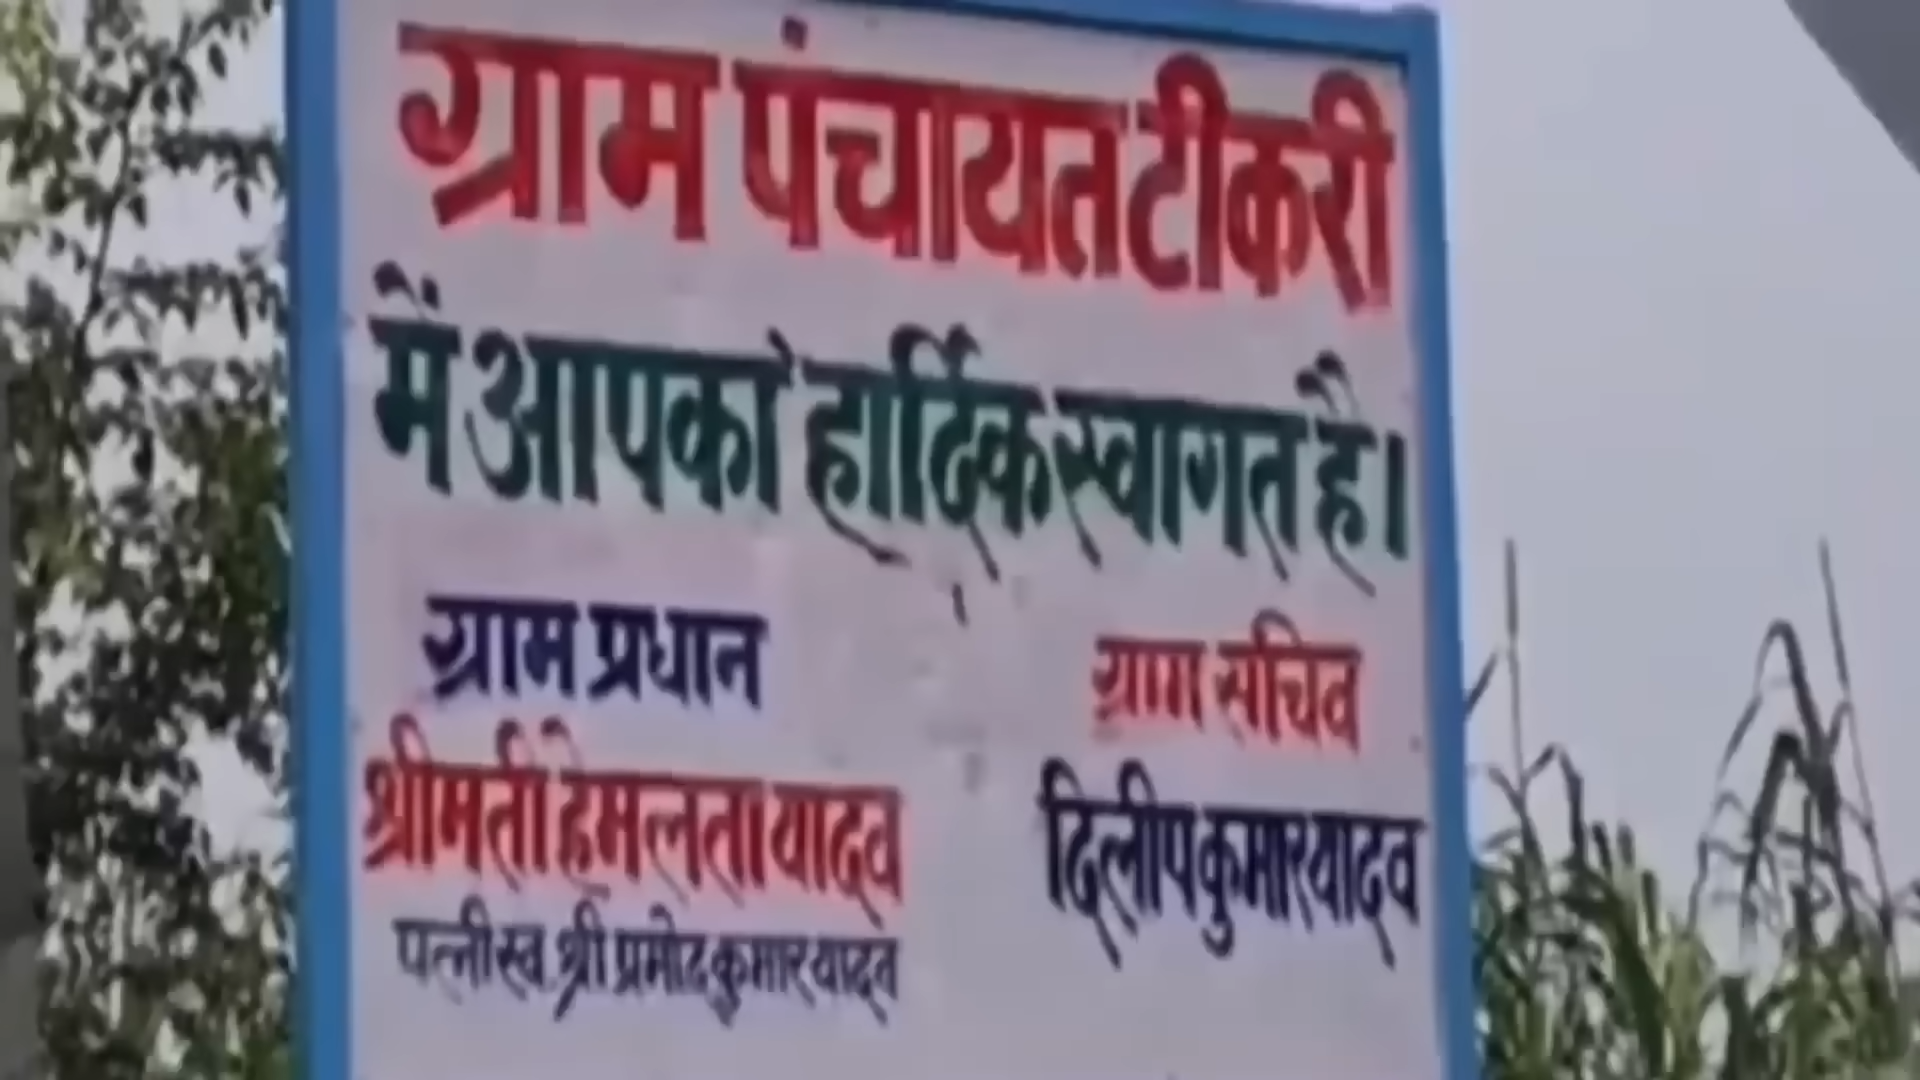 ग्राम पंचायत टीकरी
में आपका हार्दिक स्वागत है।
ग्राम प्रधान ग्राम सचिव
श्रीमती हेमलता यादव दिलीप कुमार यादव
पत्नी स्व. श्री प्रमोद कुमार यादव